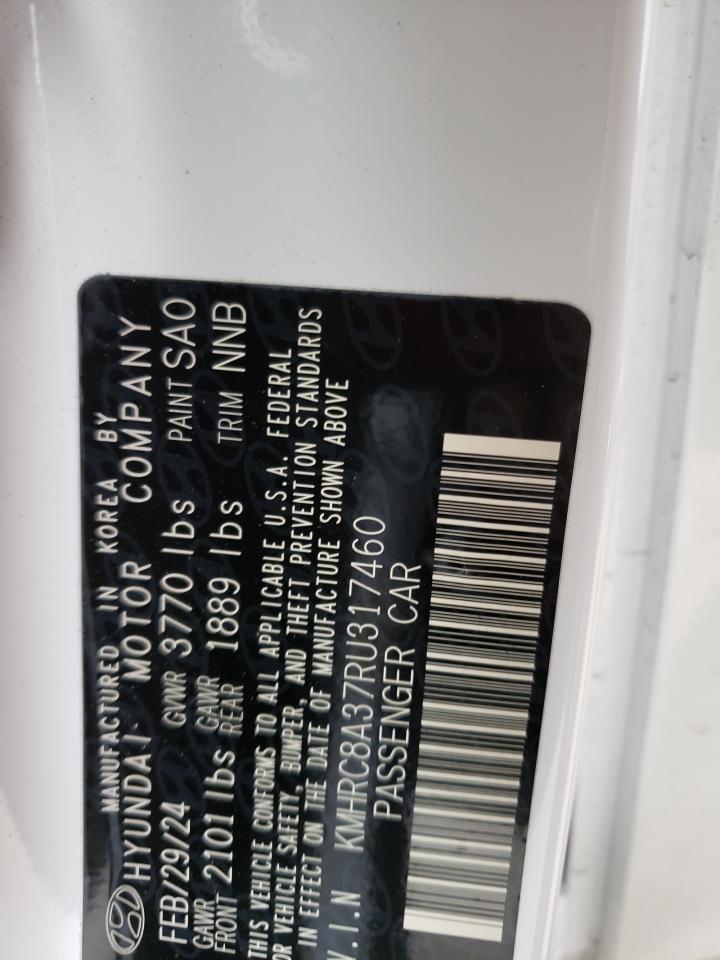 MANUFACTURED IN KOREA BY
HYUNDAI MOTOR COMPANY
FEB/29/24 GVWR 3770 lbs PAINT SAO
GAWR FRONT 2101 lbs GAWR REAR 1889 lbs TRIM NNB
THIS VEHICLE CONFORMS TO ALL APPLICABLE U.S.A. FEDERAL
OR VEHICLE SAFETY, BUMPER, AND THEFT PREVENTION STANDARDS
IN EFFECT ON THE DATE OF MANUFACTURE SHOWN ABOVE
V.I.N KMHRC8A37RU317460
PASSENGER CAR